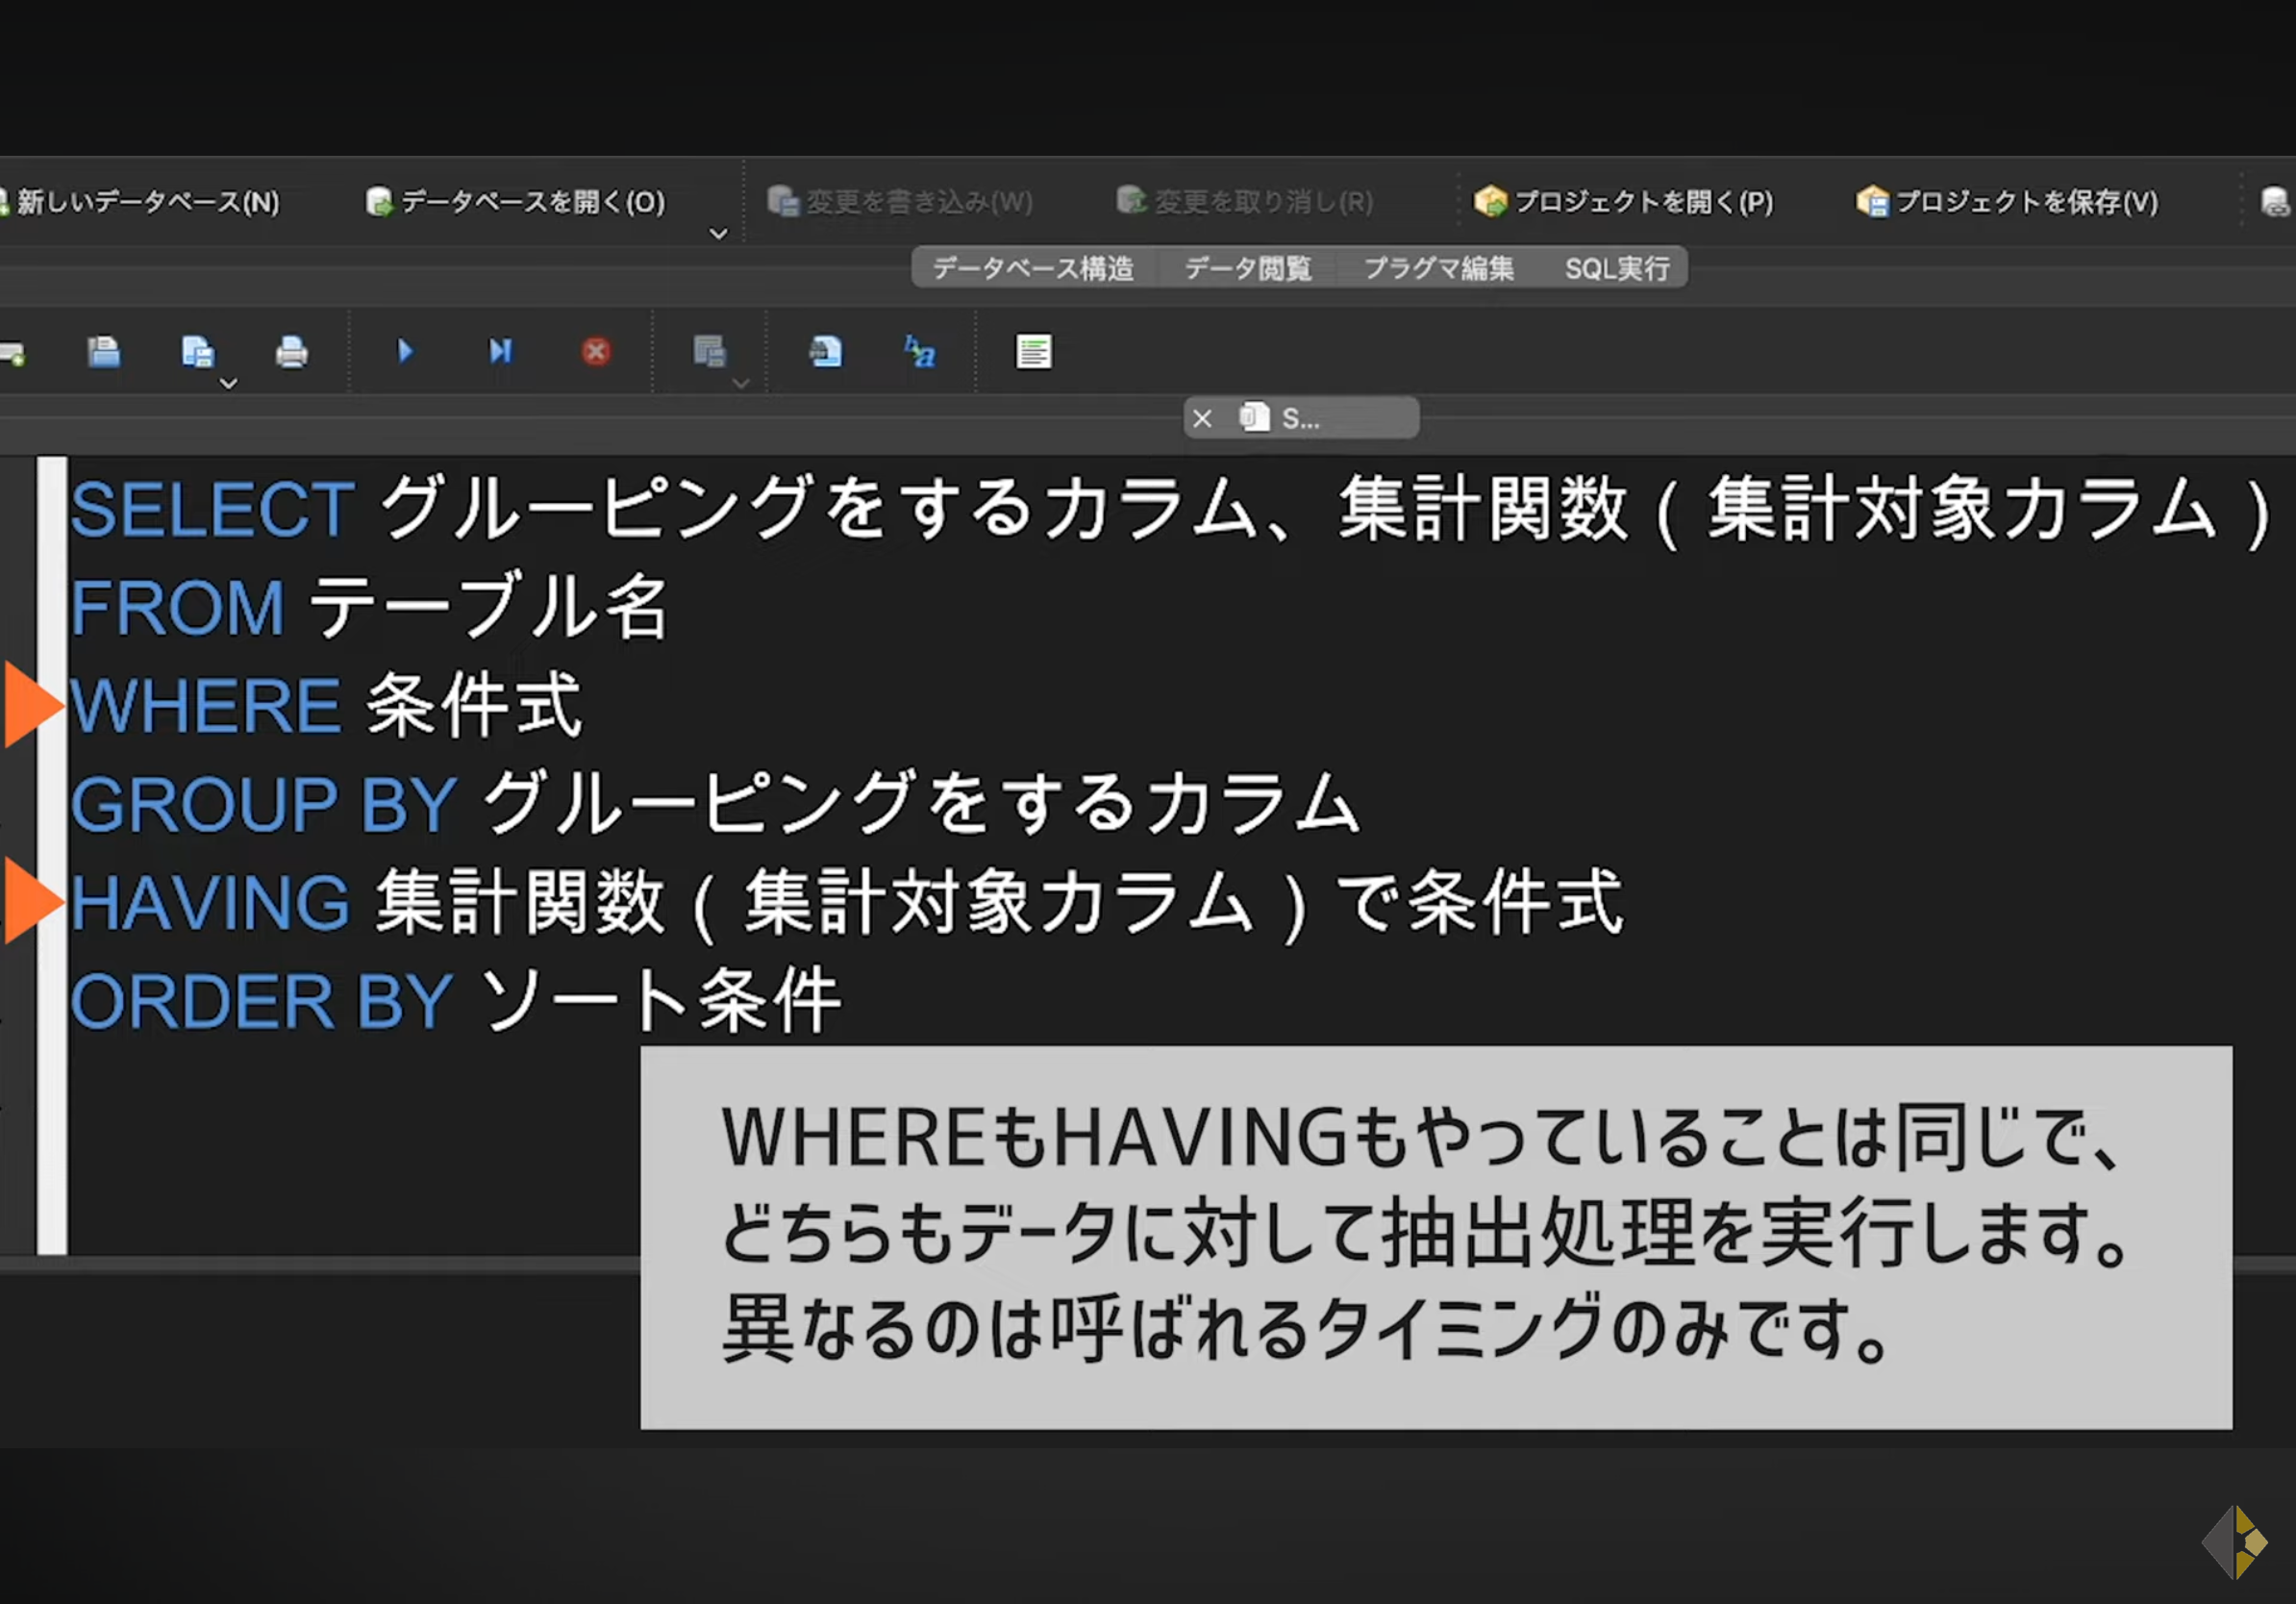 新しいデータベース(N) データベースを開く(O) 変更を書き込み(W) 変更を取り消し(R) プロジェクトを開く(P) プロジェクトを保存(V)
データベース構造 データ閲覧 プラグマ編集 SQL実行
S...
SELECT グルーピングをするカラム、集計関数 ( 集計対象カラム )
FROM テーブル名
WHERE 条件式
GROUP BY グルーピングをするカラム
HAVING 集計関数 ( 集計対象カラム ) で条件式
ORDER BY ソート条件
WHEREもHAVINGもやっていることは同じで、
どちらもデータに対して抽出処理を実行します。
異なるのは呼ばれるタイミングのみです。